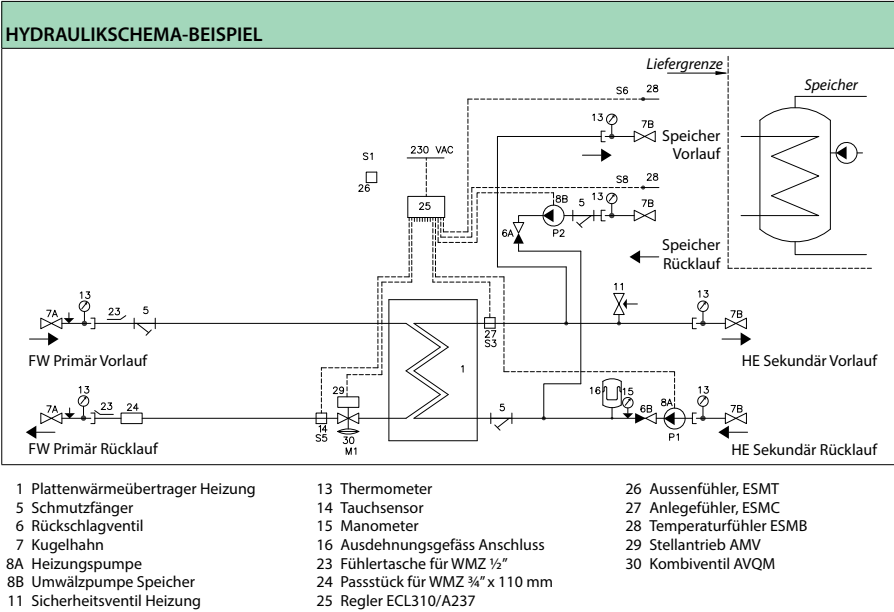 HYDRAULIKSCHEMA-BEISPIEL
Liefergrenze
Speicher
S6 28
13
7B
Speicher
Vorlauf
S1
230 VAC
26
25
S8 28
8B
5
13
7B
6A
P2
Speicher
Rücklauf
11
13
7A
13
23
5
27
S3
7B
FW Primär Vorlauf
1
HE Sekundär Vorlauf
13
7A
23
24
29
14
S5
30
M1
5
16
15
6B
8A
P1
13
7B
FW Primär Rücklauf
HE Sekundär Rücklauf
1 Plattenwärmeübertrager Heizung
5 Schmutzfänger
6 Rückschlagventil
7 Kugelhahn
8A Heizungspumpe
8B Umwälzpumpe Speicher
11 Sicherheitsventil Heizung
13 Thermometer
14 Tauchsensor
15 Manometer
16 Ausdehnungsgefäss Anschluss
23 Fühlertasche für WMZ ½”
24 Passstück für WMZ ¾” x 110 mm
25 Regler ECL310/A237
26 Aussenfühler, ESMT
27 Anlegefühler, ESMC
28 Temperaturfühler ESMB
29 Stellantrieb AMV
30 Kombiventil AVQM